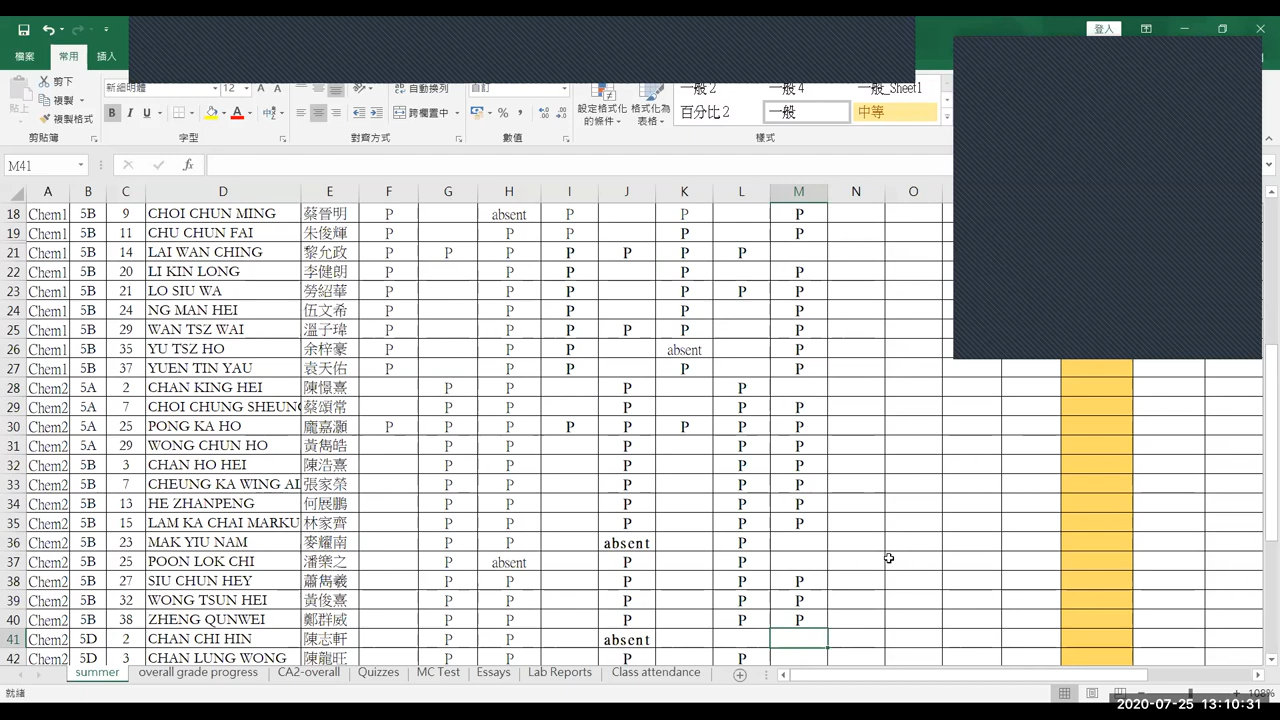 登入
檔案 常用 插入
剪下
複製
複製格式
貼上
剪貼簿
新細明體 12 A A
B I U A
字型
自動換列
跨欄置中
對齊方式
自訂
% ,
數值
設定格式化的條件
格式化為表格
一般 2 一般 4 一般_Sheet1
百分比 2 一般 中等
樣式
M41 fx
A B C D E F G H I J K L M N O
18 Chem1 5B 9 CHOI CHUN MING 蔡晉明 P absent P P P
19 Chem1 5B 11 CHU CHUN FAI 朱俊輝 P P P P P
21 Chem1 5B 14 LAI WAN CHING 黎允政 P P P P P P P
22 Chem1 5B 20 LI KIN LONG 李健朗 P P P P P
23 Chem1 5B 21 LO SIU WA 勞紹華 P P P P P P
24 Chem1 5B 24 NG MAN HEI 伍文希 P P P P P
25 Chem1 5B 29 WAN TSZ WAI 溫子瑋 P P P P P P
26 Chem1 5B 35 YU TSZ HO 余梓豪 P P P absent P
27 Chem1 5B 37 YUEN TIN YAU 袁天佑 P P P P P
28 Chem2 5A 2 CHAN KING HEI 陳憬熹 P P P P
29 Chem2 5A 7 CHOI CHUNG SHEUNG 蔡頌常 P P P P P
30 Chem2 5A 25 PONG KA HO 龐嘉灝 P P P P P P P P
31 Chem2 5A 29 WONG CHUN HO 黃雋皓 P P P P P
32 Chem2 5B 3 CHAN HO HEI 陳浩熹 P P P P P
33 Chem2 5B 7 CHEUNG KA WING AL 張家榮 P P P P P
34 Chem2 5B 13 HE ZHANPENG 何展鵬 P P P P P
35 Chem2 5B 15 LAM KA CHAI MARKU 林家齊 P P P P P
36 Chem2 5B 23 MAK YIU NAM 麥耀南 P P absent P
37 Chem2 5B 25 POON LOK CHI 潘樂之 P absent P P
38 Chem2 5B 27 SIU CHUN HEY 蕭雋羲 P P P P P
39 Chem2 5B 32 WONG TSUN HEI 黃俊熹 P P P P P
40 Chem2 5B 38 ZHENG QUNWEI 鄭群威 P P P P P
41 Chem2 5D 2 CHAN CHI HIN 陳志軒 P P absent
42 Chem2 5D 3 CHAN LUNG WONG 陳龍旺 P P P P
summer overall grade progress CA2-overall Quizzes MC Test Essays Lab Reports Class attendance
就緒 108%
2020-07-25 13:10:31